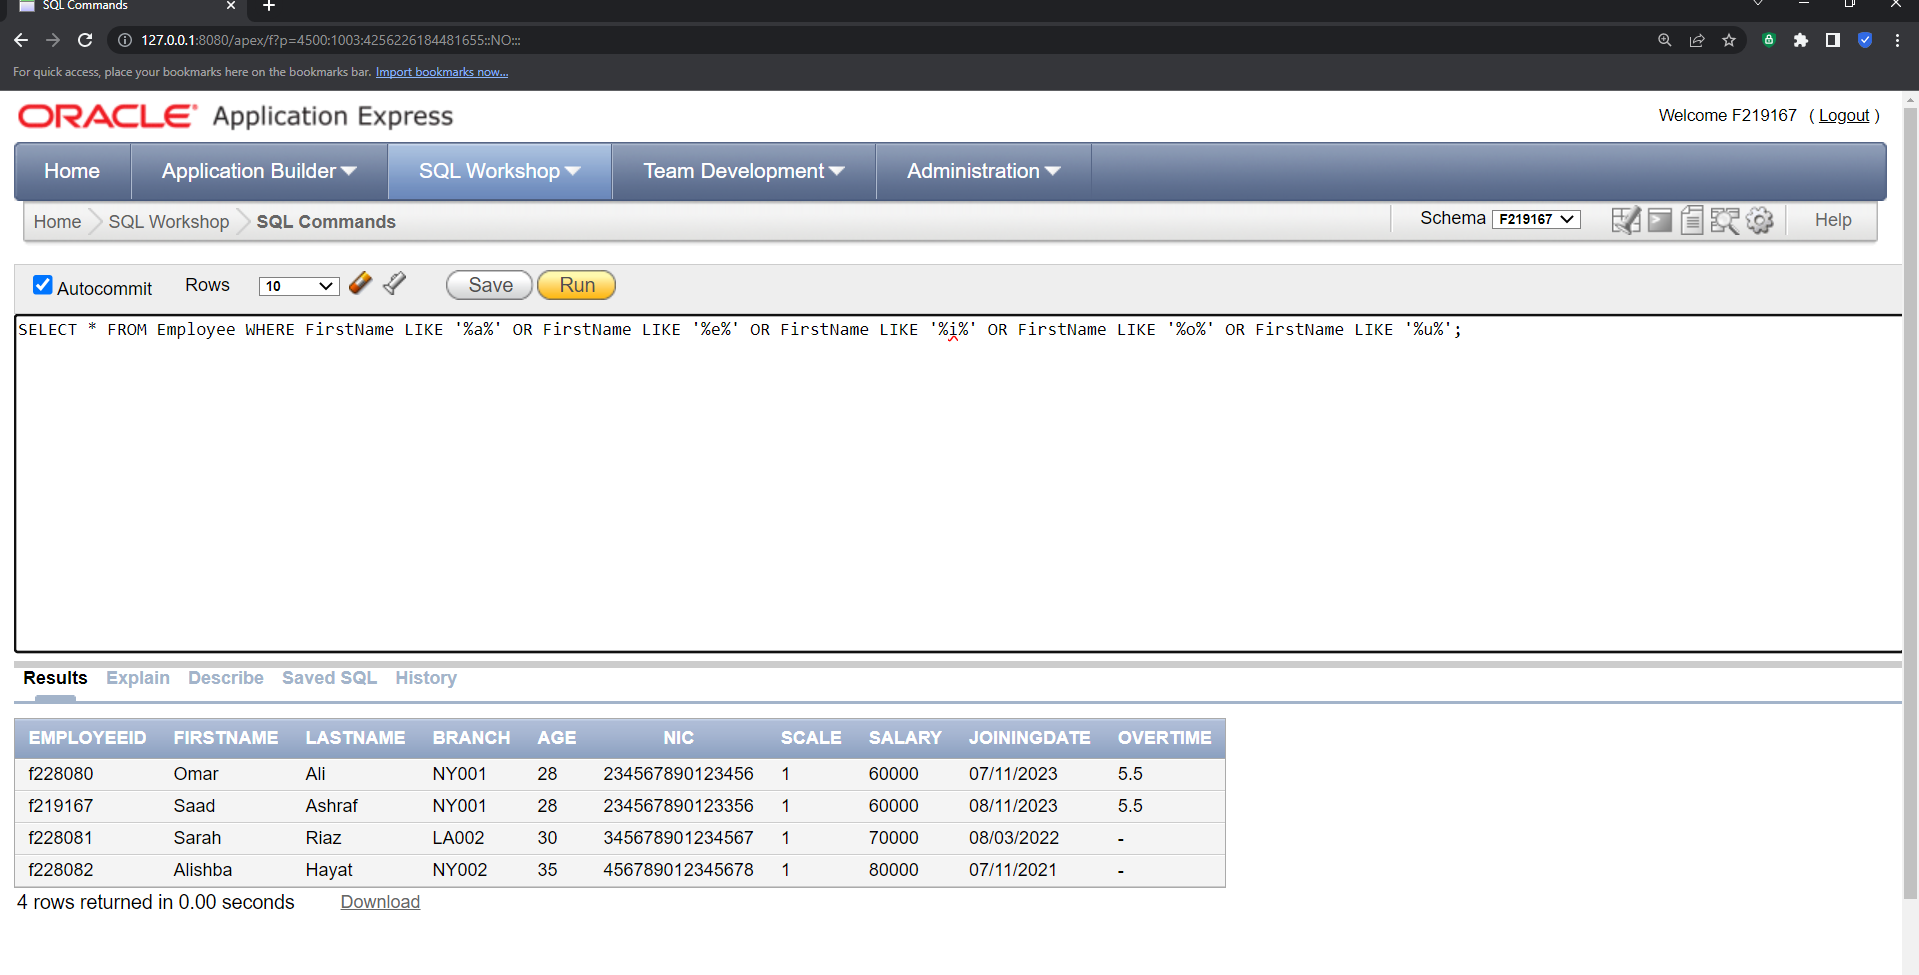 SQL Commands
127.0.0.1:8080/apex/f?p=4500:1003:4256226184481655::NO:::
For quick access, place your bookmarks here on the bookmarks bar. Import bookmarks now...
ORACLE Application Express
Welcome F219167 ( Logout )
Home Application Builder SQL Workshop Team Development Administration
Home SQL Workshop SQL Commands Schema F219167 Help
Autocommit Rows 10 Save Run
SELECT * FROM Employee WHERE FirstName LIKE '%a%' OR FirstName LIKE '%e%' OR FirstName LIKE '%i%' OR FirstName LIKE '%o%' OR FirstName LIKE '%u%';
Results Explain Describe Saved SQL History
EMPLOYEEID FIRSTNAME LASTNAME BRANCH AGE NIC SCALE SALARY JOININGDATE OVERTIME
f228080 Omar Ali NY001 28 234567890123456 1 60000 07/11/2023 5.5
f219167 Saad Ashraf NY001 28 234567890123356 1 60000 08/11/2023 5.5
f228081 Sarah Riaz LA002 30 345678901234567 1 70000 08/03/2022 -
f228082 Alishba Hayat NY002 35 456789012345678 1 80000 07/11/2021 -
4 rows returned in 0.00 seconds Download